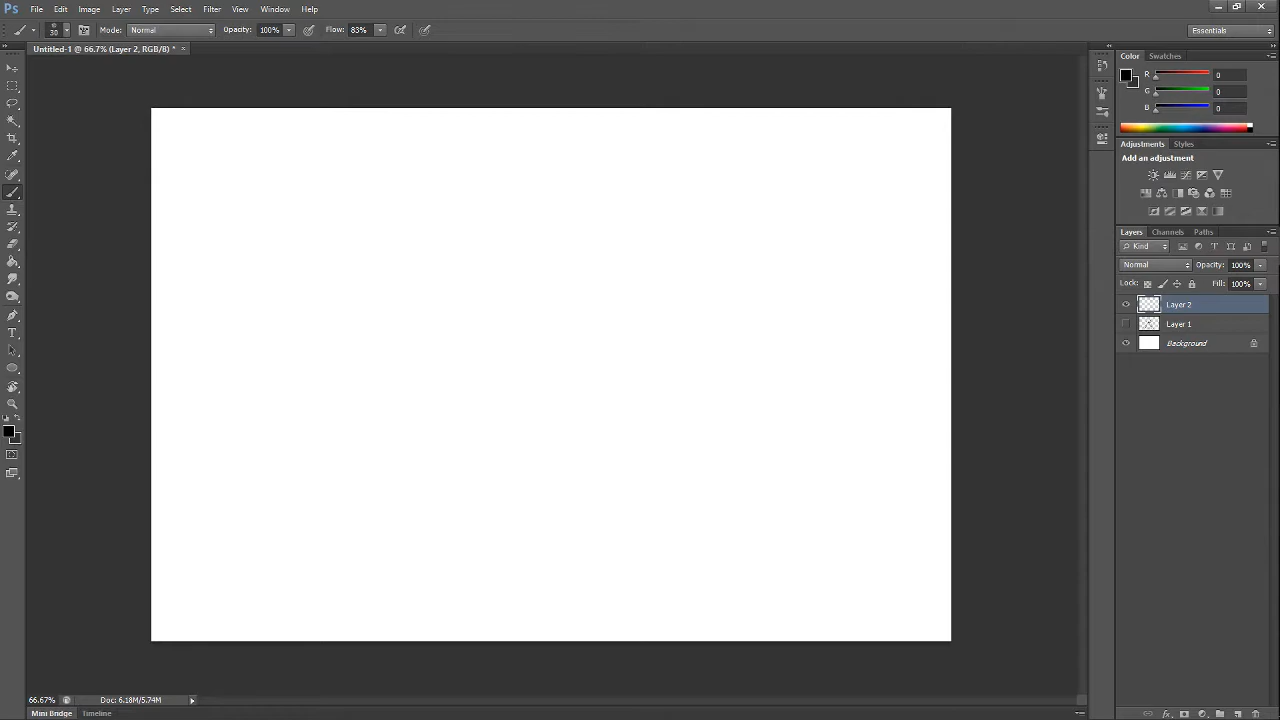 Ps File Edit Image Layer Type Select Filter View Window Help
30 Mode: Normal Opacity: 100% Flow: 83% Essentials
Untitled-1 @ 66.7% (Layer 2, RGB/8) * ×
Color Swatches
R 0
G 0
B 0
Adjustments Styles
Add an adjustment
Layers Channels Paths
Kind
Normal Opacity: 100%
Lock: Fill: 100%
Layer 2
Layer 1
Background
66.67% Doc: 6.18M/5.74M
Mini Bridge Timeline